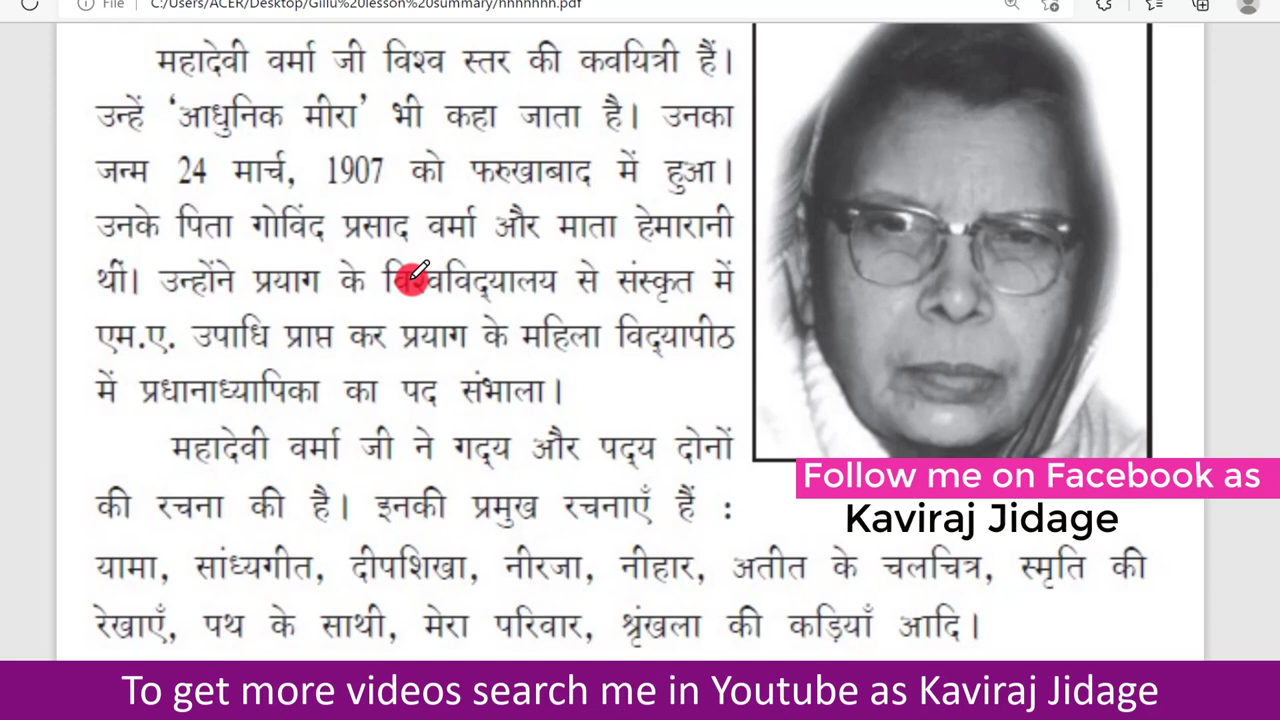 File C:/Users/ACER/Desktop/Gillu%20lesson%20summary/nhnnnnn.pdf
महादेवी वर्मा जी विश्व स्तर की कवयित्री हैं।
उन्हें ‘आधुनिक मीरा’ भी कहा जाता है। उनका
जन्म 24 मार्च, 1907 को फरुखाबाद में हुआ।
उनके पिता गोविंद प्रसाद वर्मा और माता हेमारानी
थीं। उन्होंने प्रयाग के विश्वविद्‌यालय से संस्कृत में
एम.ए. उपाधि प्राप्त कर प्रयाग के महिला विद्‌यापीठ
में प्रधानाध्यापिका का पद संभाला।
महादेवी वर्मा जी ने गद्‌य और पद्‌य दोनों
की रचना की है। इनकी प्रमुख रचनाएँ हैं :
यामा, सांध्यगीत, दीपशिखा, नीरजा, नीहार, अतीत के चलचित्र, स्मृति की
रेखाएँ, पथ के साथी, मेरा परिवार, श्रृंखला की कड़ियाँ आदि।
Follow me on Facebook as
Kaviraj Jidage
To get more videos search me in Youtube as Kaviraj Jidage